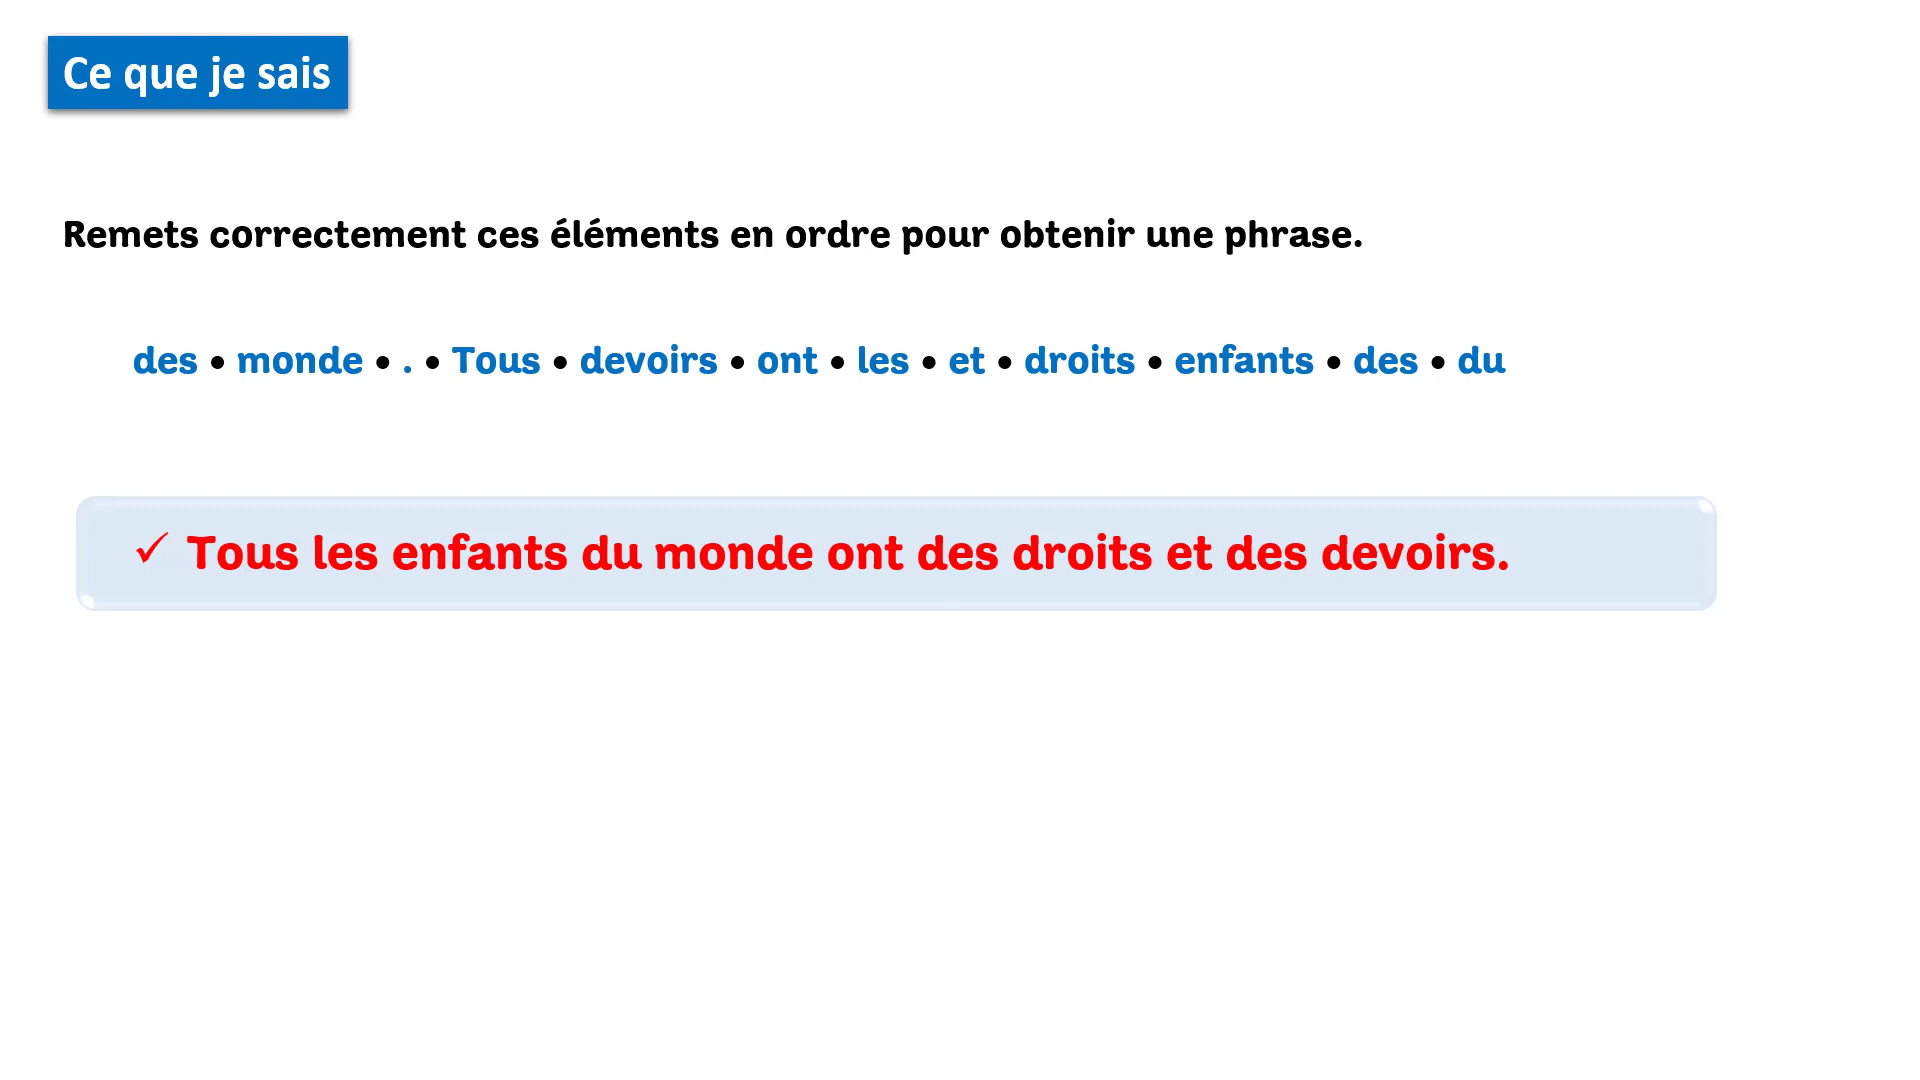 Ce que je sais
Remets correctement ces éléments en ordre pour obtenir une phrase.
des • monde • . • Tous • devoirs • ont • les • et • droits • enfants • des • du
✓ Tous les enfants du monde ont des droits et des devoirs.